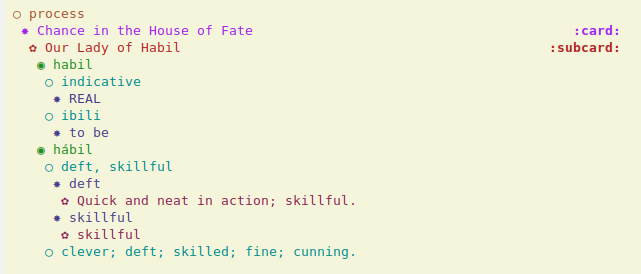 process
Chance in the House of Fate :card:
Our Lady of Habil :subcard:
habil
indicative
REAL
ibili
to be
hábil
deft, skillful
deft
Quick and neat in action; skillful.
skillful
skillful
clever; deft; skilled; fine; cunning.